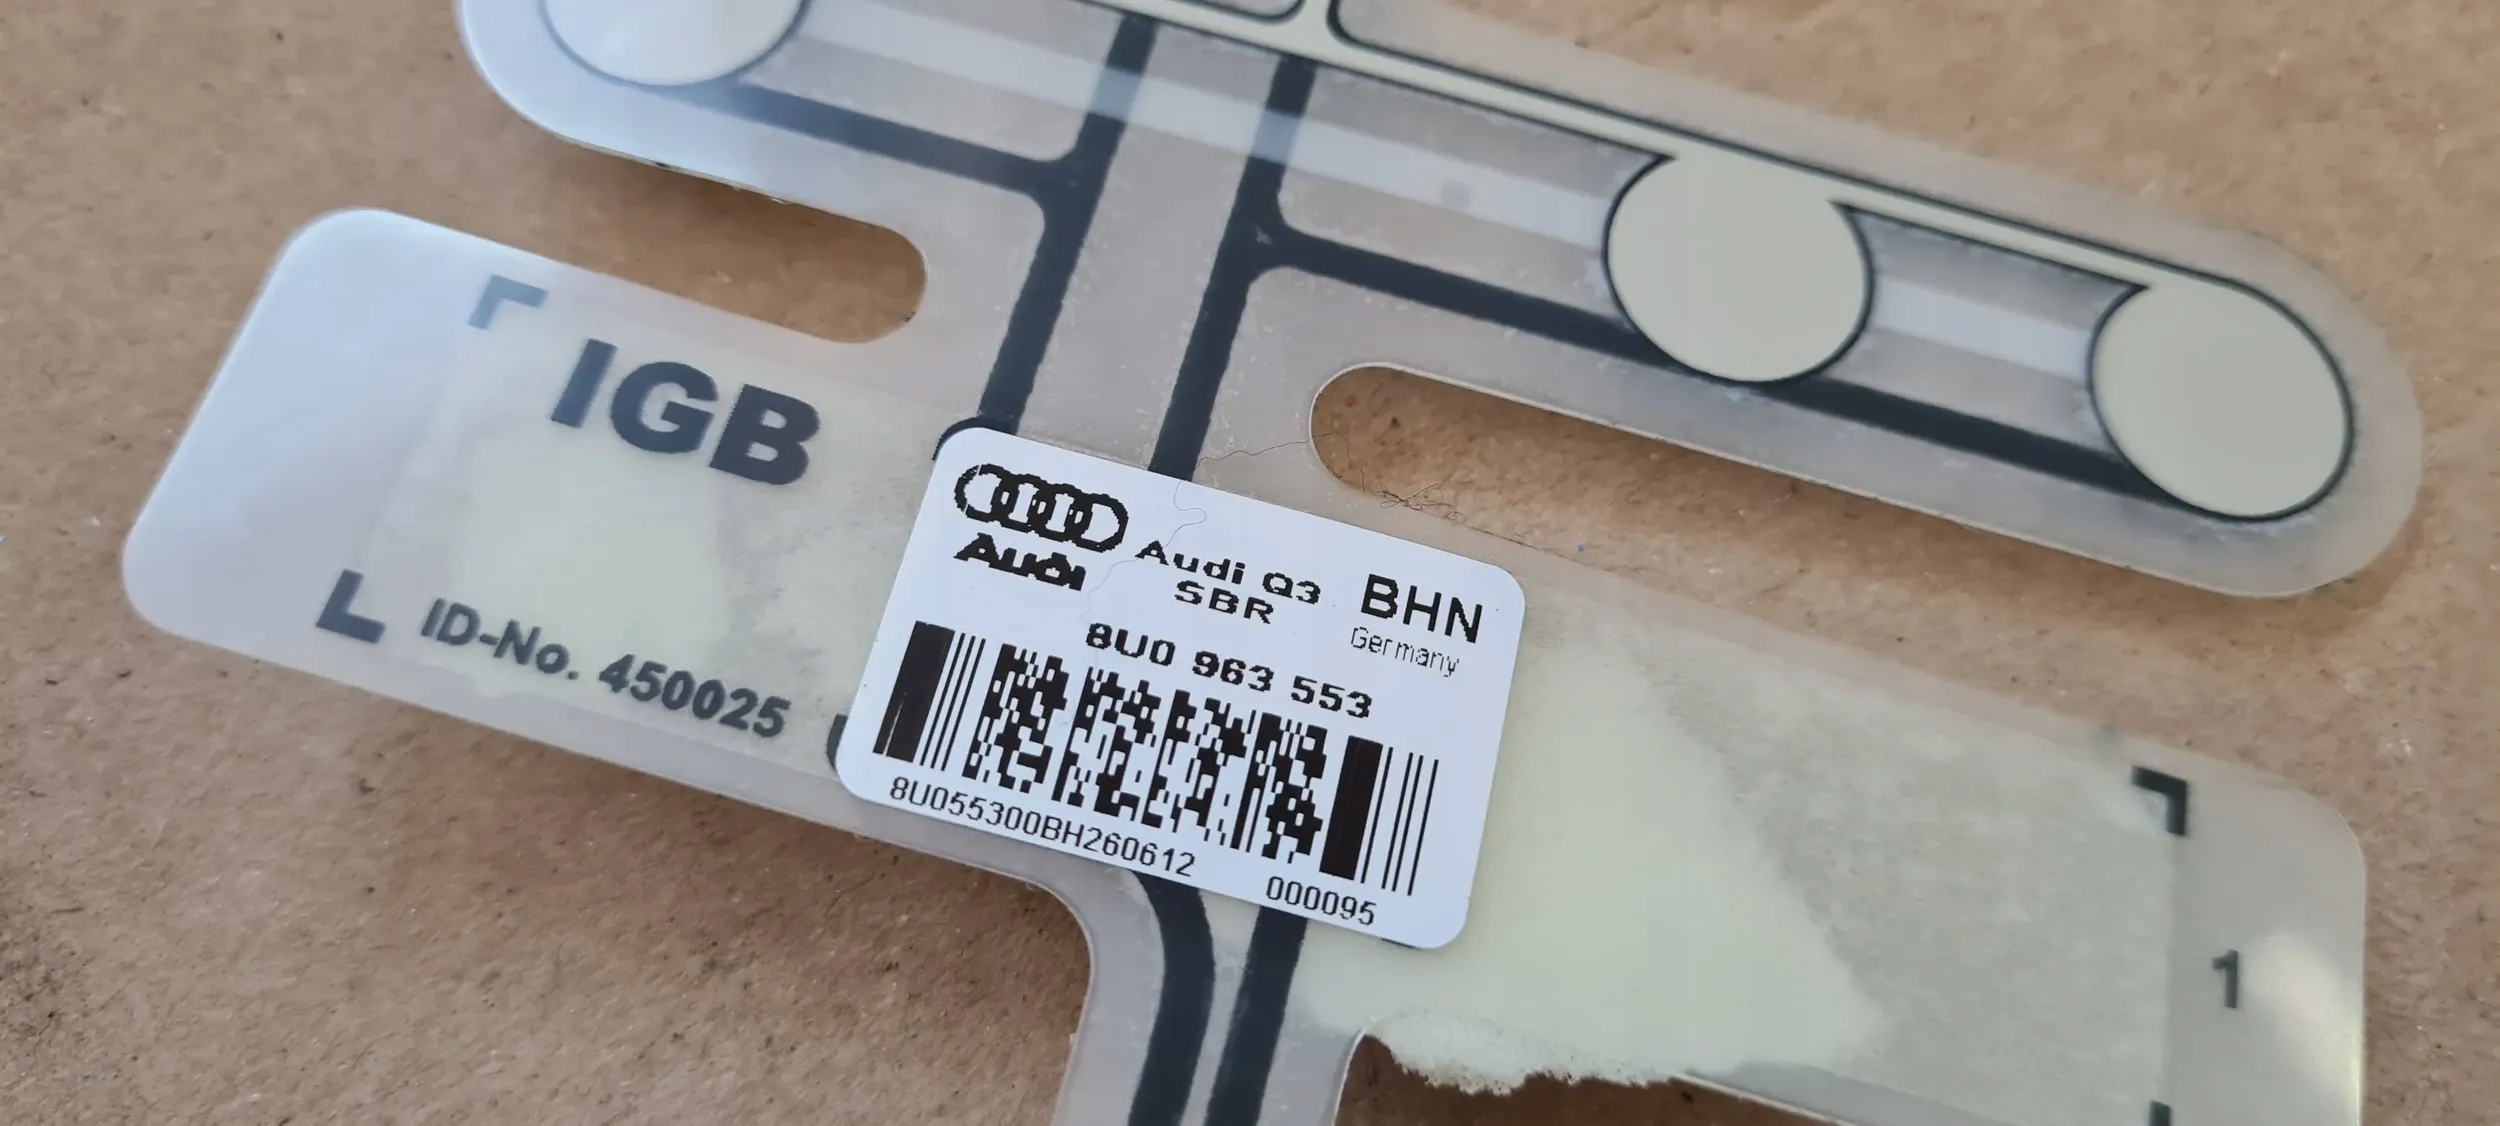 IGB
ID-No. 450025
Audi
Audi Q3
SBR
BHN
Germany
8U0 963 553
8U055300BH260612
000095
1